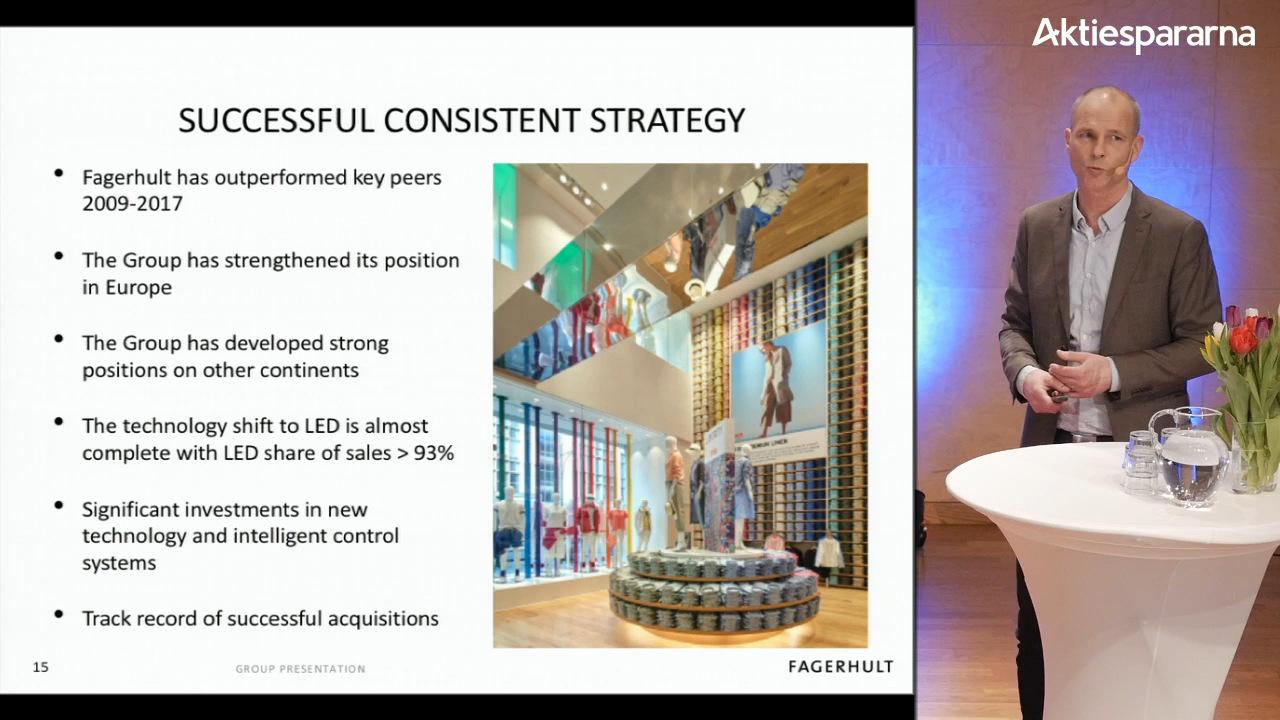 Aktiespararna
SUCCESSFUL CONSISTENT STRATEGY
• Fagerhult has outperformed key peers
2009-2017
• The Group has strengthened its position
in Europe
• The Group has developed strong
positions on other continents
• The technology shift to LED is almost
complete with LED share of sales > 93%
• Significant investments in new
technology and intelligent control
systems
• Track record of successful acquisitions
15
GROUP PRESENTATION
FAGERHULT